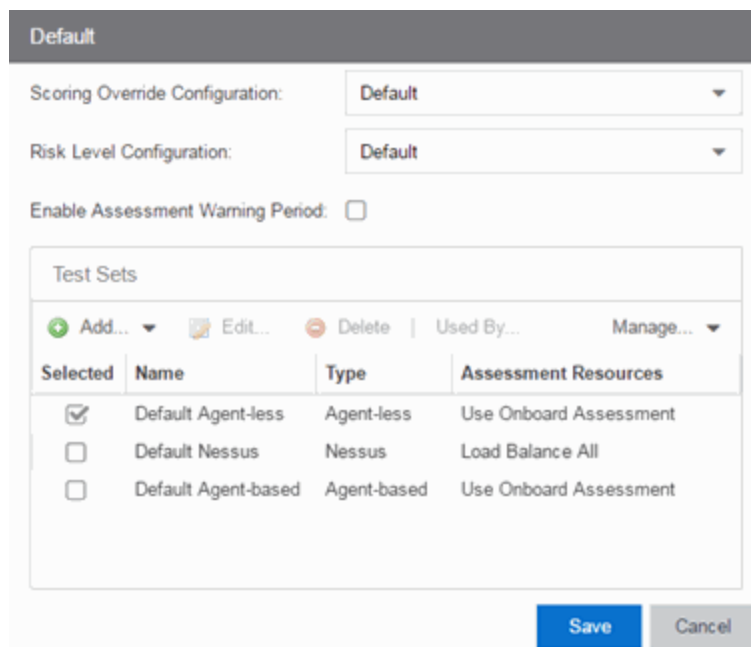 Default
Scoring Override Configuration: Default
Risk Level Configuration: Default
Enable Assessment Warning Period:
Test Sets
Add... Edit... Delete | Used By... Manage...
Selected Name Type Assessment Resources
Default Agent-less Agent-less Use Onboard Assessment
Default Nessus Nessus Load Balance All
Default Agent-based Agent-based Use Onboard Assessment
Save Cancel